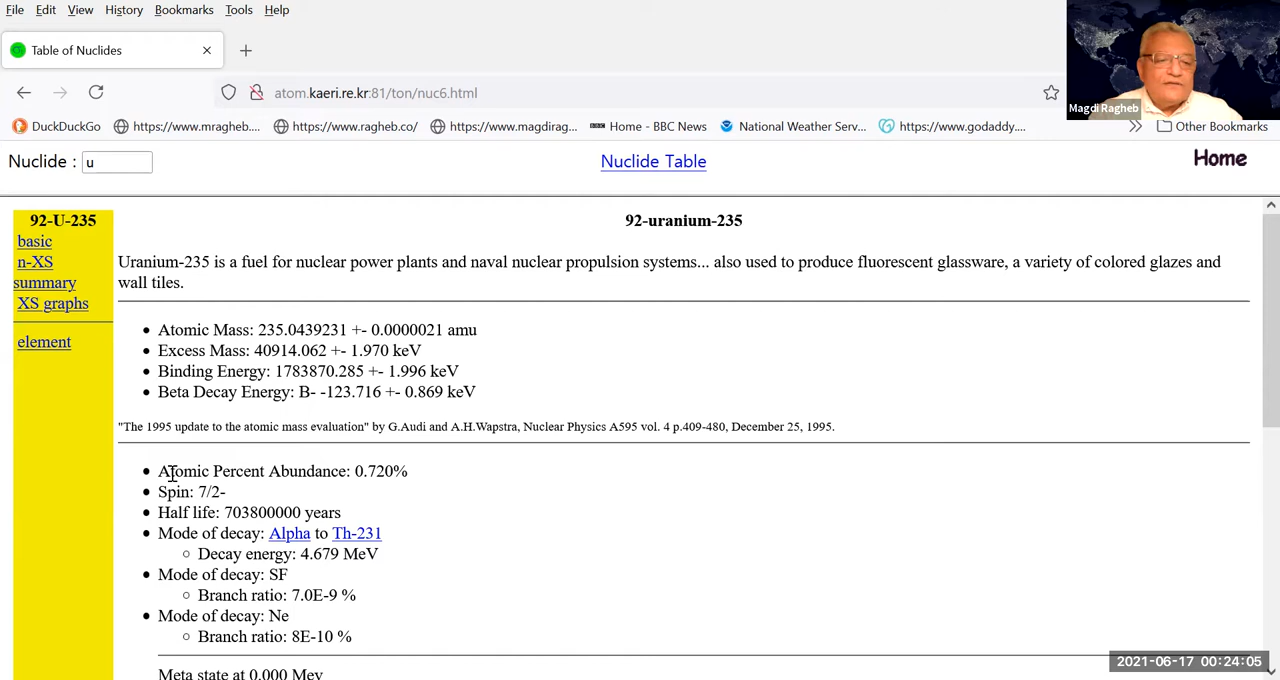 File Edit View History Bookmarks Tools Help
Table of Nuclides
atom.kaeri.re.kr:81/ton/nuc6.html
Magdi Ragheb
DuckDuckGo https://www.mragheb.... https://www.ragheb.co/ https://www.magdirag... Home - BBC News National Weather Serv... https://www.godaddy.... Other Bookmarks
Nuclide : u Nuclide Table Home
92-U-235
basic
n-XS
summary
XS graphs
element
92-uranium-235
Uranium-235 is a fuel for nuclear power plants and naval nuclear propulsion systems... also used to produce fluorescent glassware, a variety of colored glazes and
wall tiles.
Atomic Mass: 235.0439231 +- 0.0000021 amu
Excess Mass: 40914.062 +- 1.970 keV
Binding Energy: 1783870.285 +- 1.996 keV
Beta Decay Energy: B- -123.716 +- 0.869 keV
"The 1995 update to the atomic mass evaluation" by G.Audi and A.H.Wapstra, Nuclear Physics A595 vol. 4 p.409-480, December 25, 1995.
Atomic Percent Abundance: 0.720%
Spin: 7/2-
Half life: 703800000 years
Mode of decay: Alpha to Th-231
Decay energy: 4.679 MeV
Mode of decay: SF
Branch ratio: 7.0E-9 %
Mode of decay: Ne
Branch ratio: 8E-10 %
Meta state at 0.000 Mev
2021-06-17 00:24:05